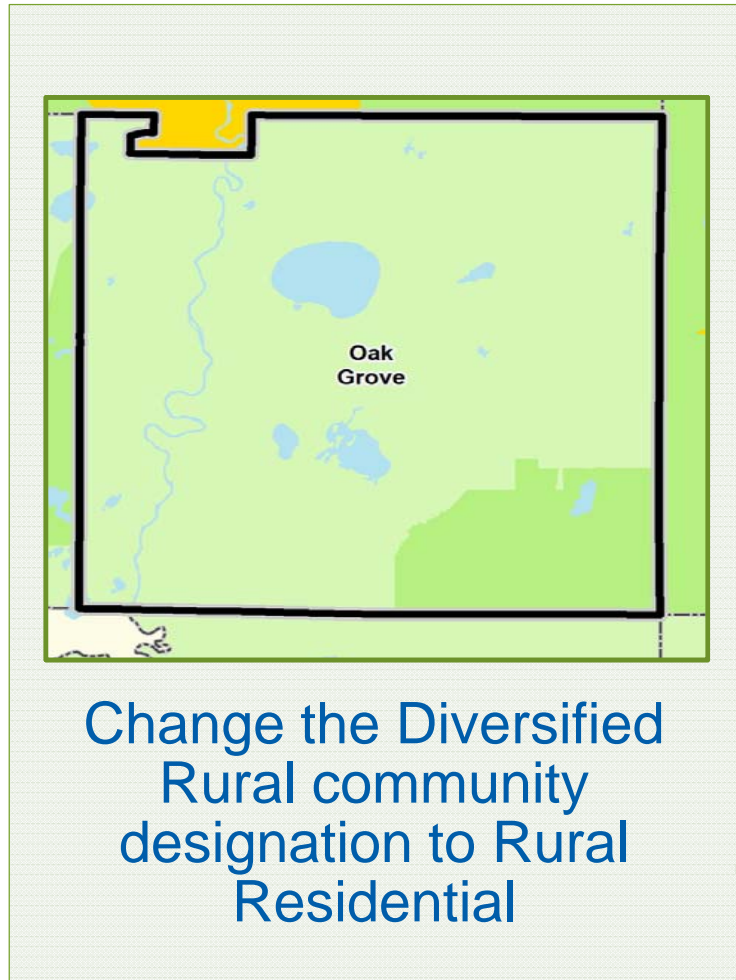 Oak
Grove
Change the Diversified
Rural community
designation to Rural
Residential